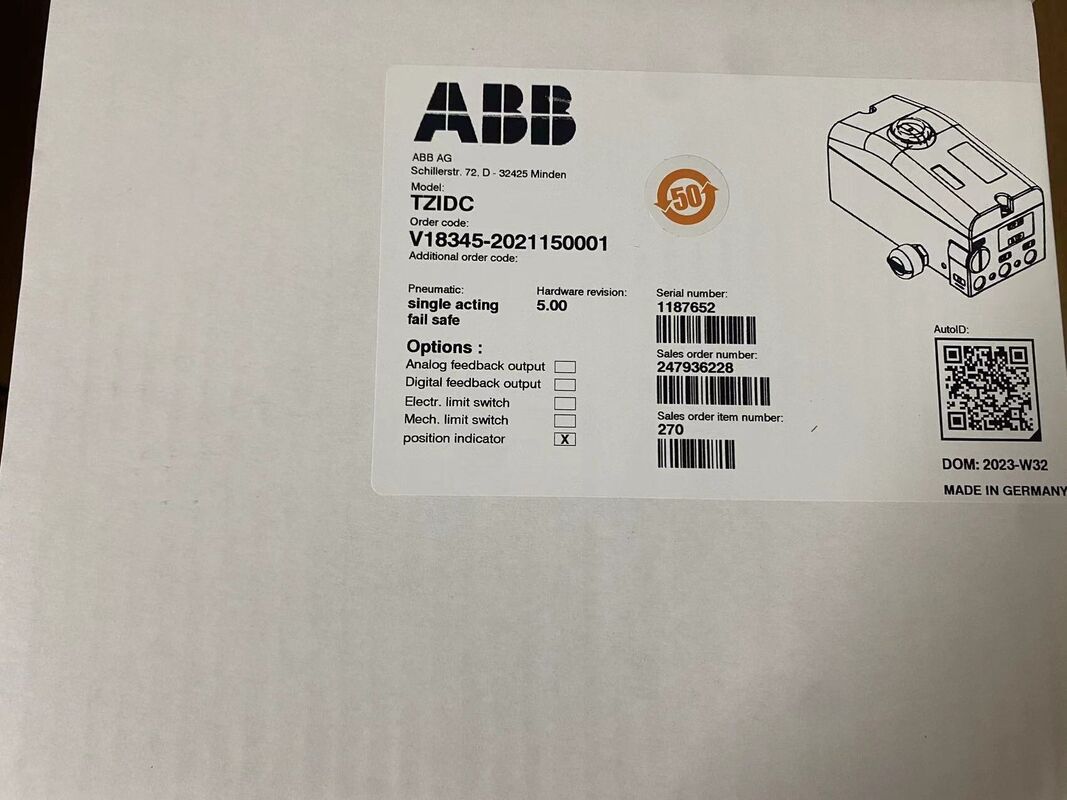 ABB
ABB AG
Schillerstr. 72, D - 32425 Minden
Model:
TZIDC
Order code:
V18345-2021150001
Additional order code:
50
Pneumatic:
single acting
fail safe
Hardware revision:
5.00
Serial number:
1187652
Sales order number:
247936228
Sales order item number:
270
Options :
Analog feedback output
Digital feedback output
Electr. limit switch
Mech. limit switch
position indicator X
AutoID:
DOM: 2023-W32
MADE IN GERMANY